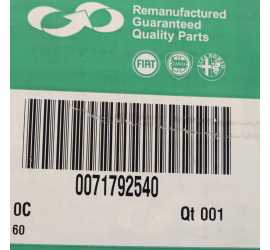 Remanufactured
Guaranteed
Quality Parts
FIAT
0071792540
0C Qt 001
60